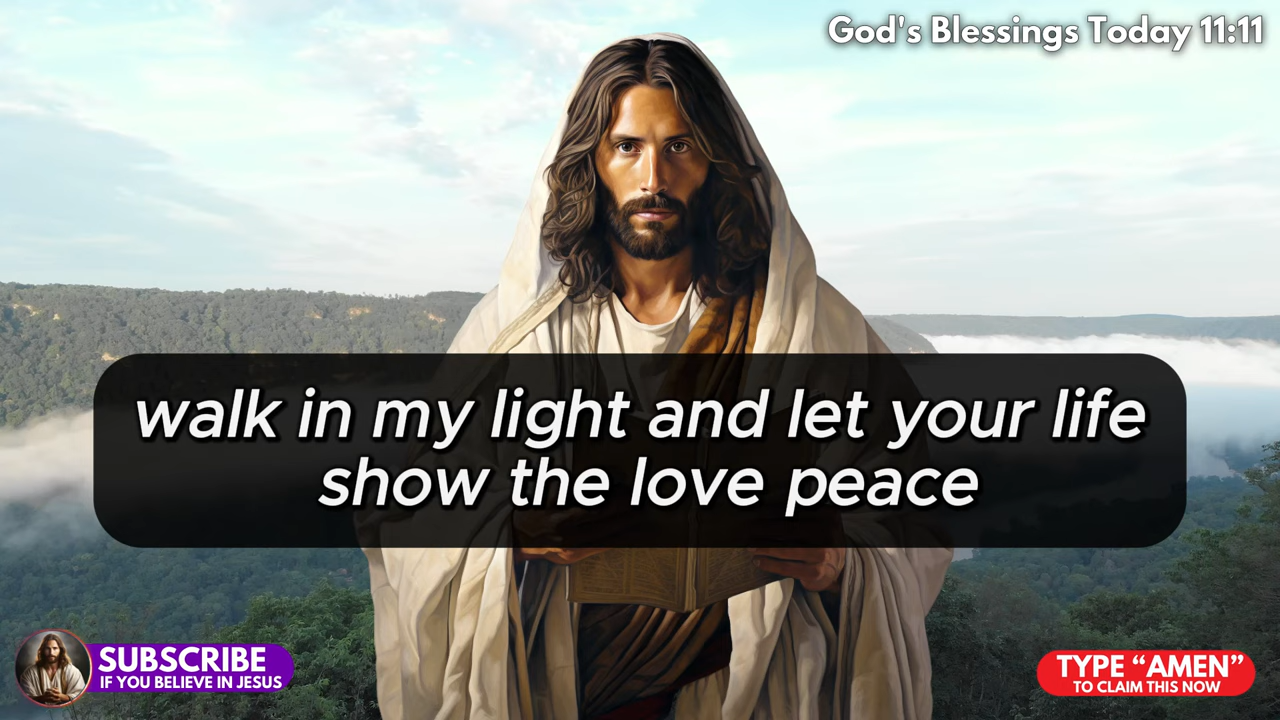 God's Blessings Today 11:11
walk in my light and let your life
show the love peace
SUBSCRIBE
IF YOU BELIEVE IN JESUS
TYPE “AMEN”
TO CLAIM THIS NOW